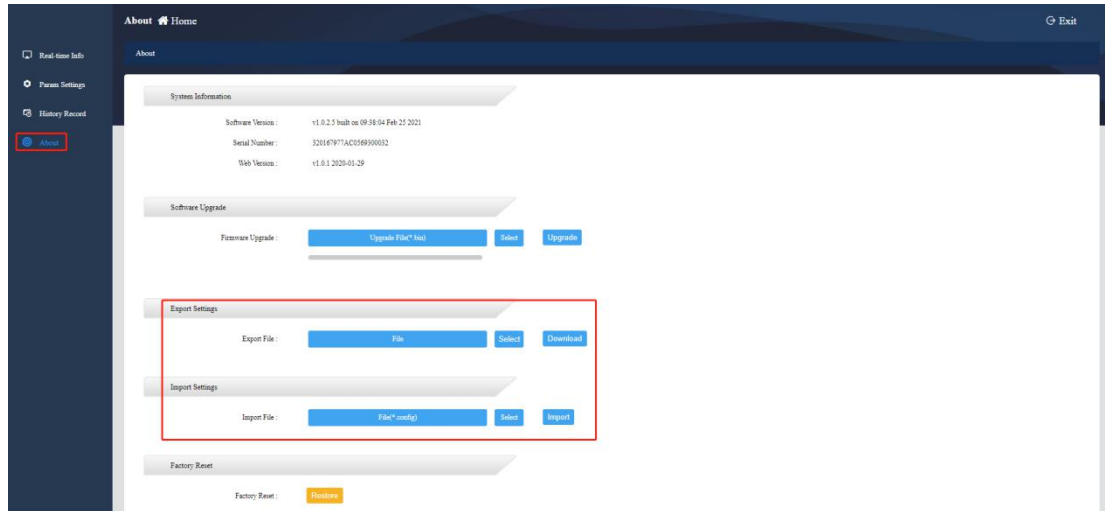 About Home
Exit
Real-time Info
Param Settings
History Record
About
About
System Information
Software Version : v1.0.2.5 built on 09:38:04 Feb 25 2021
Serial Number : 320167977AC0569300032
Web Version : v1.0.1 2020-01-29
Software Upgrade
Firmware Upgrade : Upgrade File(*.bin) Select Upgrade
Export Settings
Export File : File Select Download
Import Settings
Import File : File(*.config) Select Import
Factory Reset
Factory Reset : Restore